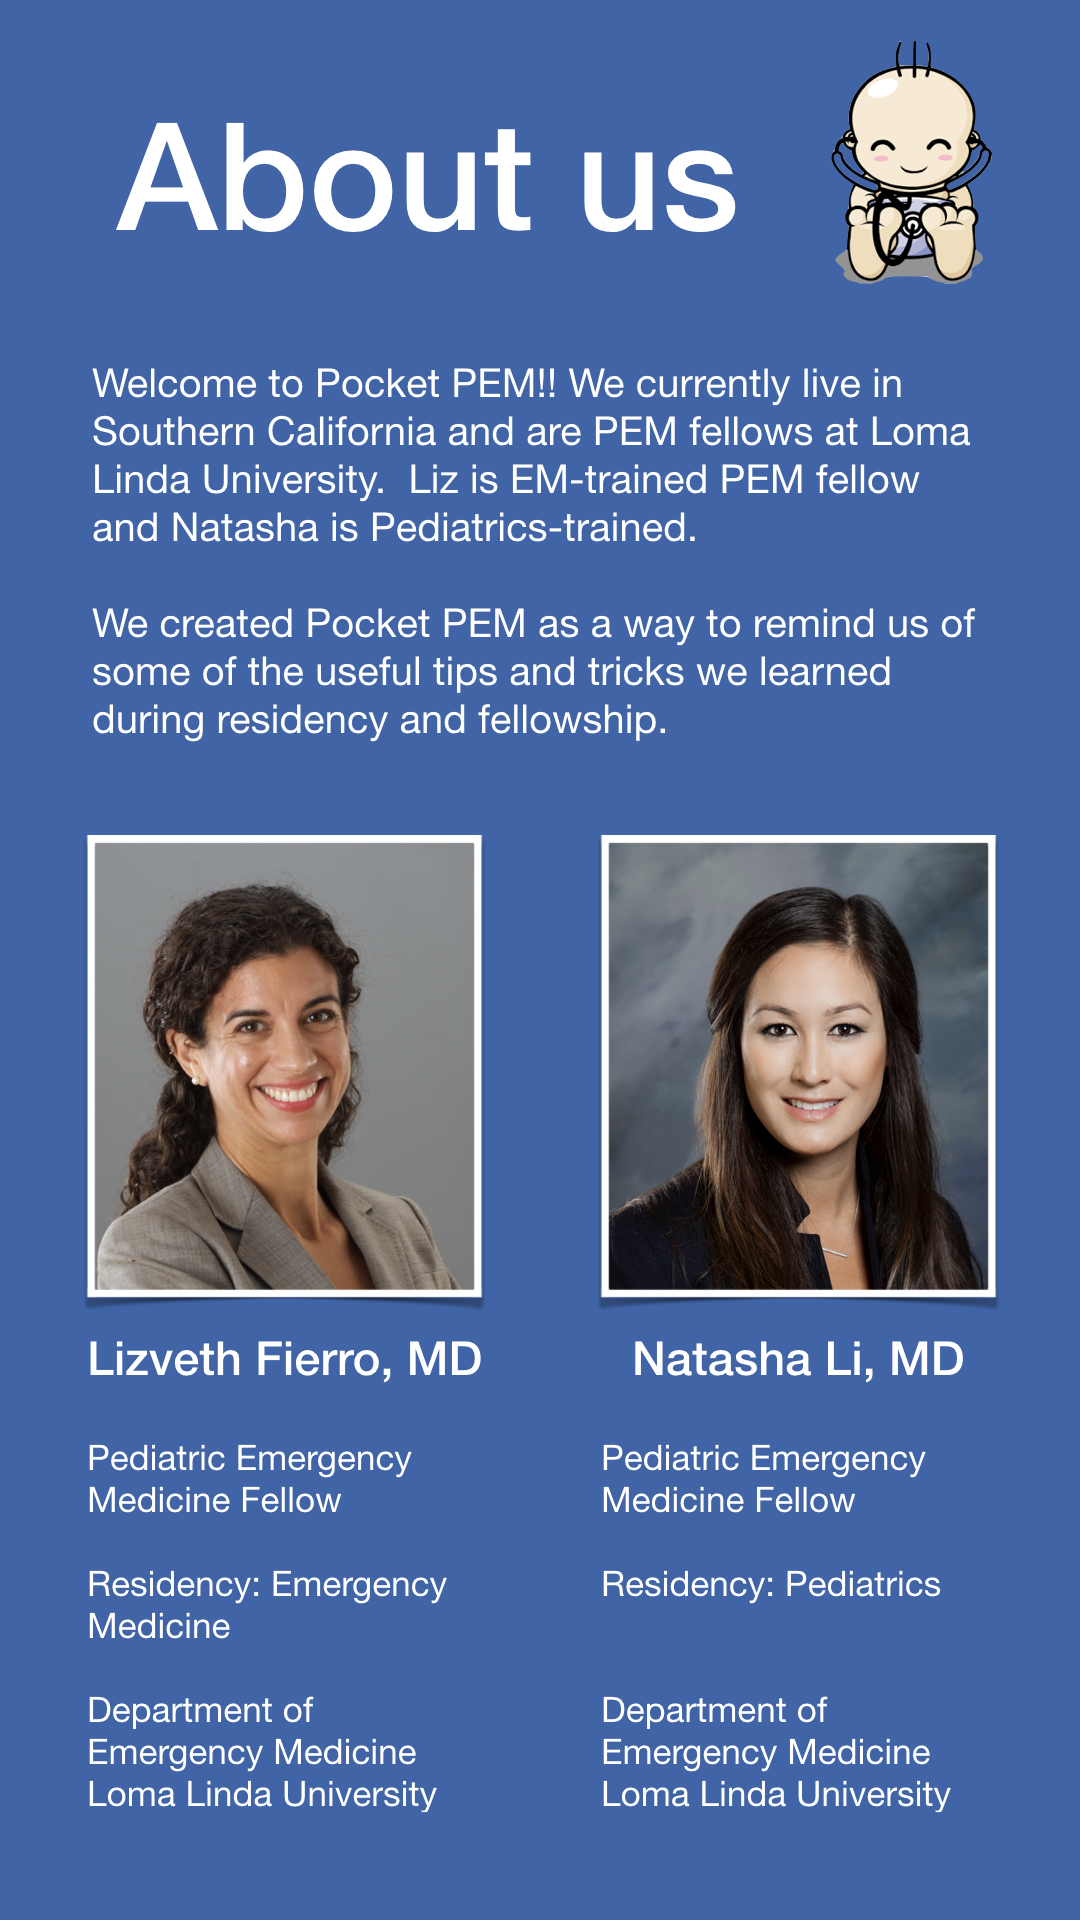 About us
Welcome to Pocket PEM!! We currently live in
Southern California and are PEM fellows at Loma
Linda University.  Liz is EM-trained PEM fellow
and Natasha is Pediatrics-trained.
We created Pocket PEM as a way to remind us of
some of the useful tips and tricks we learned
during residency and fellowship.
Lizveth Fierro, MD
Pediatric Emergency
Medicine Fellow
Residency: Emergency
Medicine
Department of
Emergency Medicine
Loma Linda University
Natasha Li, MD
Pediatric Emergency
Medicine Fellow
Residency: Pediatrics
Department of
Emergency Medicine
Loma Linda University